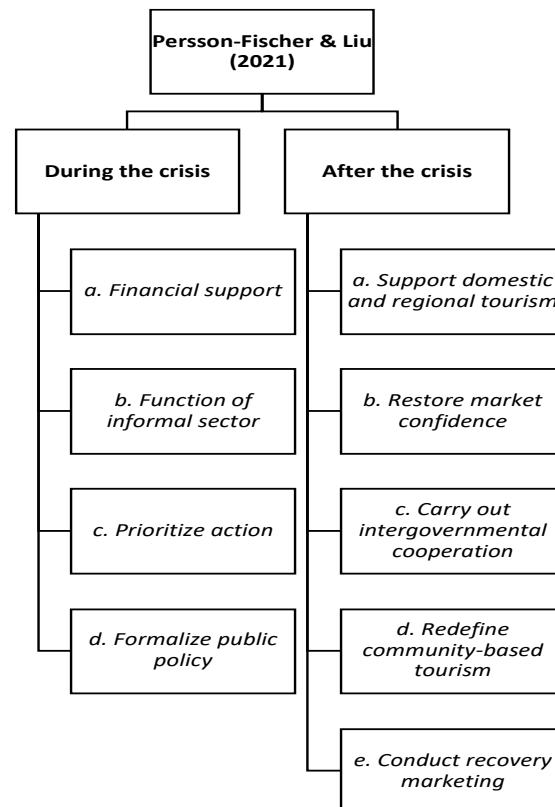 Persson-Fischer & Liu
(2021)
During the crisis
a. Financial support
b. Function of
informal sector
c. Prioritize action
d. Formalize public
policy
After the crisis
a. Support domestic
and regional tourism
b. Restore market
confidence
c. Carry out
intergovernmental
cooperation
d. Redefine
community-based
tourism
e. Conduct recovery
marketing